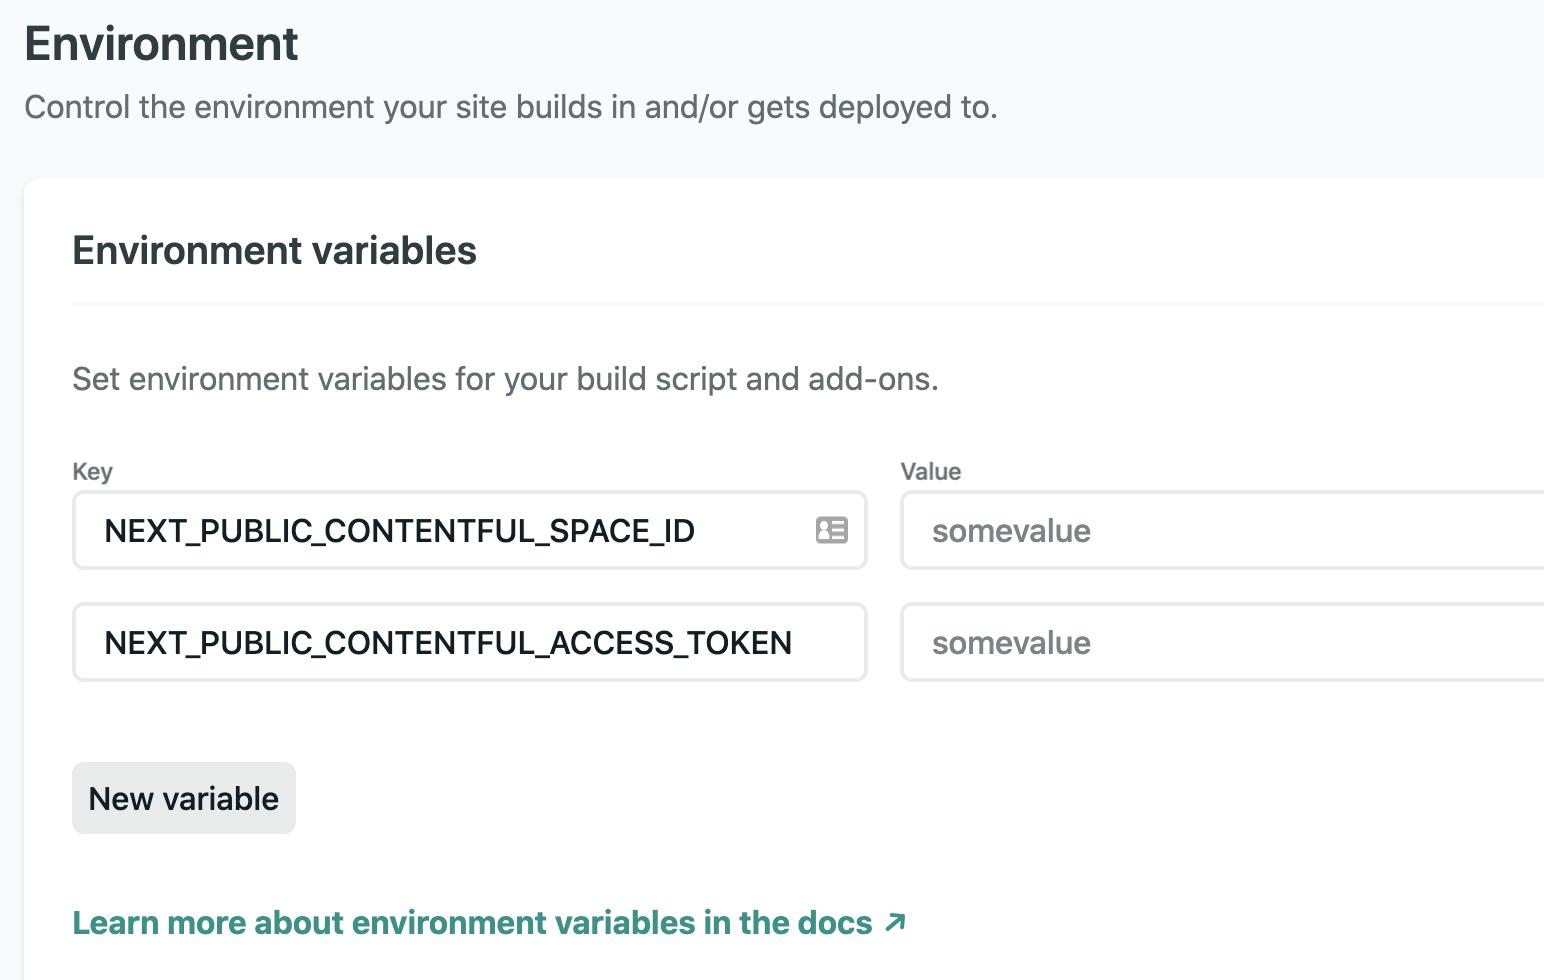 Environment
Control the environment your site builds in and/or gets deployed to.
Environment variables
Set environment variables for your build script and add-ons.
Key Value
NEXT_PUBLIC_CONTENTFUL_SPACE_ID somevalue
NEXT_PUBLIC_CONTENTFUL_ACCESS_TOKEN somevalue
New variable
Learn more about environment variables in the docs ↗